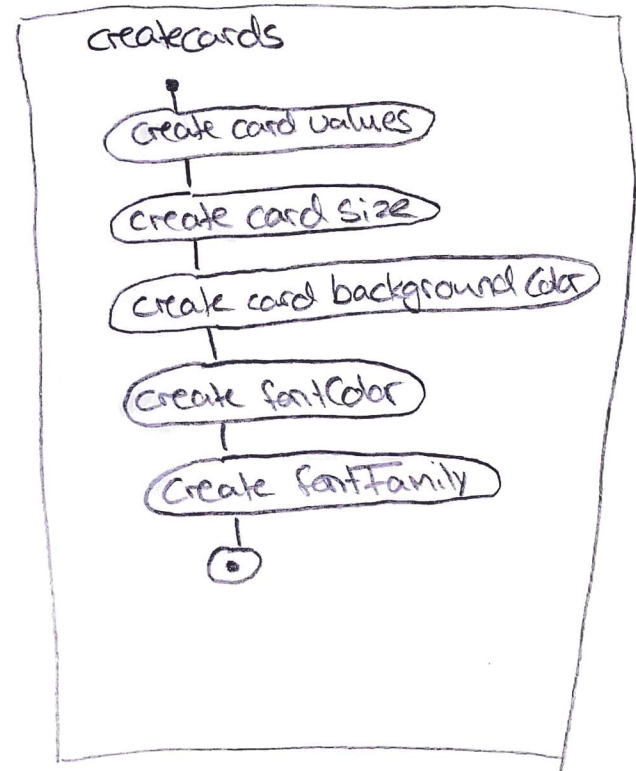 createcards
create card values
create card size
create card background Color
create fontColor
create fontFamily